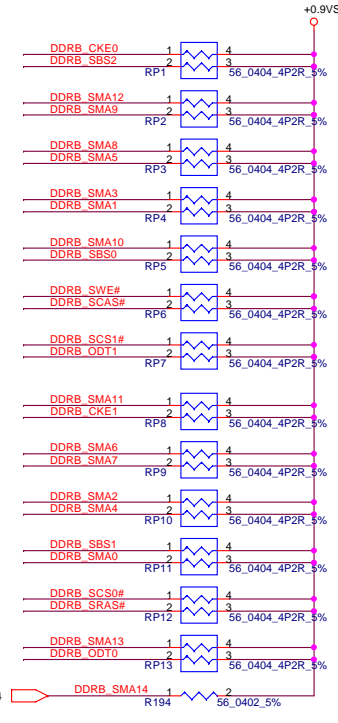 +0.9VS
DDRB_CKE0 1 4
DDRB_SBS2 2 3
RP1 56_0404_4P2R_5%
DDRB_SMA12 1 4
DDRB_SMA9 2 3
RP2 56_0404_4P2R_5%
DDRB_SMA8 1 4
DDRB_SMA5 2 3
RP3 56_0404_4P2R_5%
DDRB_SMA3 1 4
DDRB_SMA1 2 3
RP4 56_0404_4P2R_5%
DDRB_SMA10 1 4
DDRB_SBS0 2 3
RP5 56_0404_4P2R_5%
DDRB_SWE# 1 4
DDRB_SCAS# 2 3
RP6 56_0404_4P2R_5%
DDRB_SCS1# 1 4
DDRB_ODT1 2 3
RP7 56_0404_4P2R_5%
DDRB_SMA11 1 4
DDRB_CKE1 2 3
RP8 56_0404_4P2R_5%
DDRB_SMA6 1 4
DDRB_SMA7 2 3
RP9 56_0404_4P2R_5%
DDRB_SMA2 1 4
DDRB_SMA4 2 3
RP10 56_0404_4P2R_5%
DDRB_SBS1 1 4
DDRB_SMA0 2 3
RP11 56_0404_4P2R_5%
DDRB_SCS0# 1 4
DDRB_SRAS# 2 3
RP12 56_0404_4P2R_5%
DDRB_SMA13 1 4
DDRB_ODT0 2 3
RP13 56_0404_4P2R_5%
DDRB_SMA14 1 2
R194 56_0402_5%